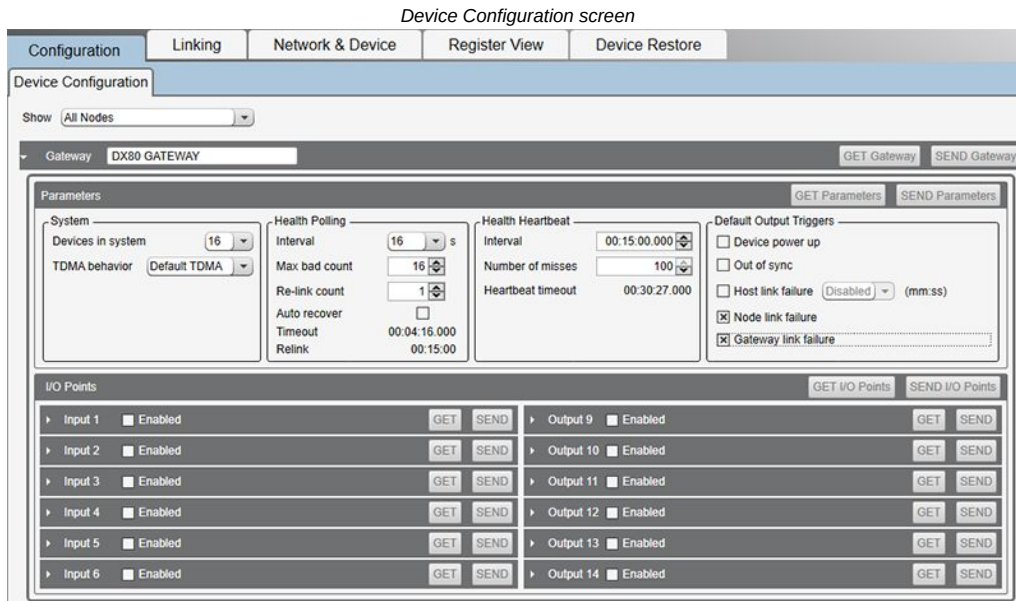 Device Configuration screen
Configuration Linking Network & Device Register View Device Restore
Device Configuration
Show All Nodes
Gateway DX80 GATEWAY GET Gateway SEND Gateway
Parameters GET Parameters SEND Parameters
System
Devices in system 16
TDMA behavior Default TDMA
Health Polling
Interval 16 s
Max bad count 16
Re-link count 1
Auto recover
Timeout 00:04:16.000
Relink 00:15:00
Health Heartbeat
Interval 00:15:00.000
Number of misses 100
Heartbeat timeout 00:30:27.000
Default Output Triggers
Device power up
Out of sync
Host link failure Disabled (mm:ss)
Node link failure
Gateway link failure
I/O Points GET I/O Points SEND I/O Points
Input 1 Enabled GET SEND Output 9 Enabled GET SEND
Input 2 Enabled GET SEND Output 10 Enabled GET SEND
Input 3 Enabled GET SEND Output 11 Enabled GET SEND
Input 4 Enabled GET SEND Output 12 Enabled GET SEND
Input 5 Enabled GET SEND Output 13 Enabled GET SEND
Input 6 Enabled GET SEND Output 14 Enabled GET SEND